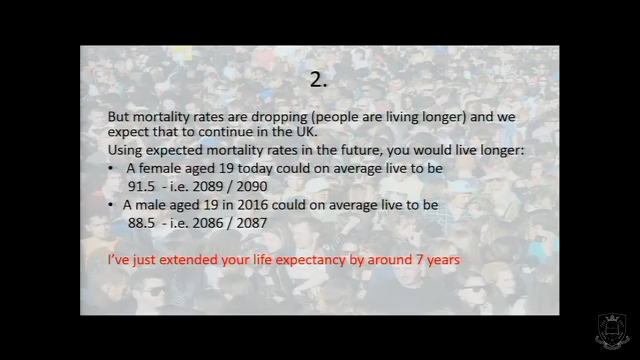 2.
But mortality rates are dropping (people are living longer) and we
expect that to continue in the UK.
Using expected mortality rates in the future, you would live longer:
• A female aged 19 today could on average live to be
91.5 - i.e. 2089 / 2090
• A male aged 19 in 2016 could on average live to be
88.5 - i.e. 2086 / 2087
I've just extended your life expectancy by around 7 years